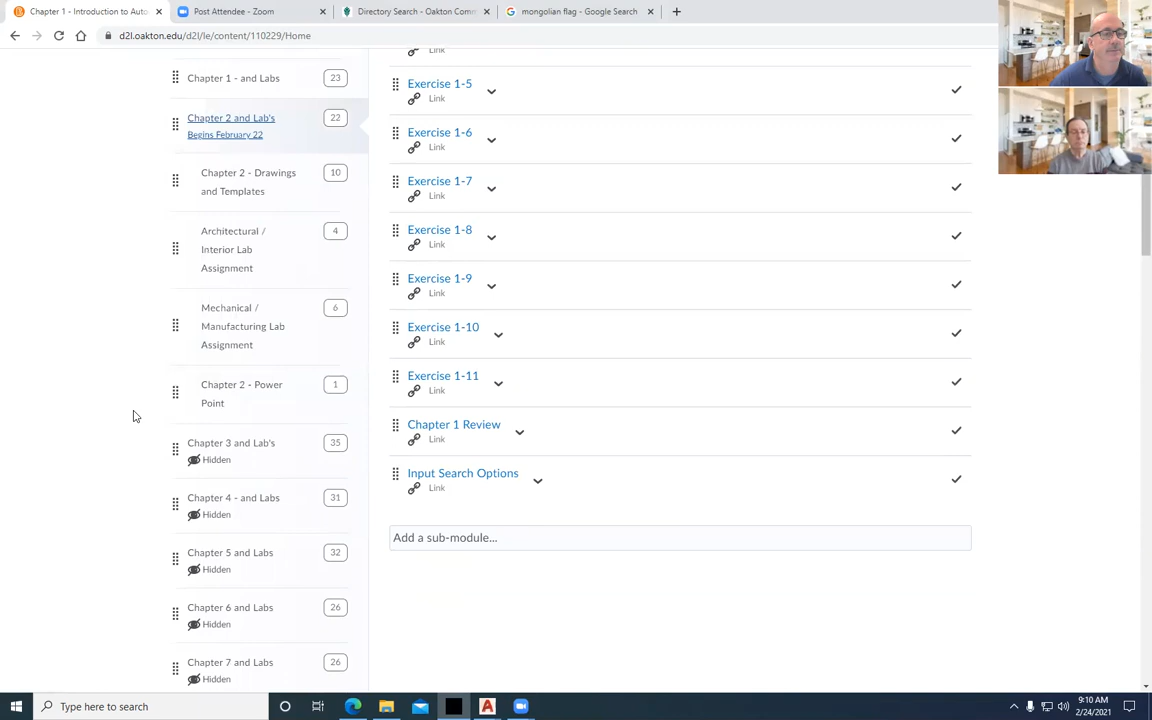 Chapter 1 - Introduction to Auto
Post Attendee - Zoom
Directory Search - Oakton Comm
mongolian flag - Google Search
d2l.oakton.edu/d2l/le/content/110229/Home
Chapter 1 - and Labs
23
Chapter 2 and Lab's
22
Begins February 22
Chapter 2 - Drawings
and Templates
10
Architectural /
Interior Lab
Assignment
4
Mechanical /
Manufacturing Lab
Assignment
6
Chapter 2 - Power
Point
1
Chapter 3 and Lab's
35
Hidden
Chapter 4 - and Labs
31
Hidden
Chapter 5 and Labs
32
Hidden
Chapter 6 and Labs
26
Hidden
Chapter 7 and Labs
26
Hidden
Link
Exercise 1-5
Link
Exercise 1-6
Link
Exercise 1-7
Link
Exercise 1-8
Link
Exercise 1-9
Link
Exercise 1-10
Link
Exercise 1-11
Link
Chapter 1 Review
Link
Input Search Options
Link
Add a sub-module...
Type here to search
9:10 AM
2/24/2021